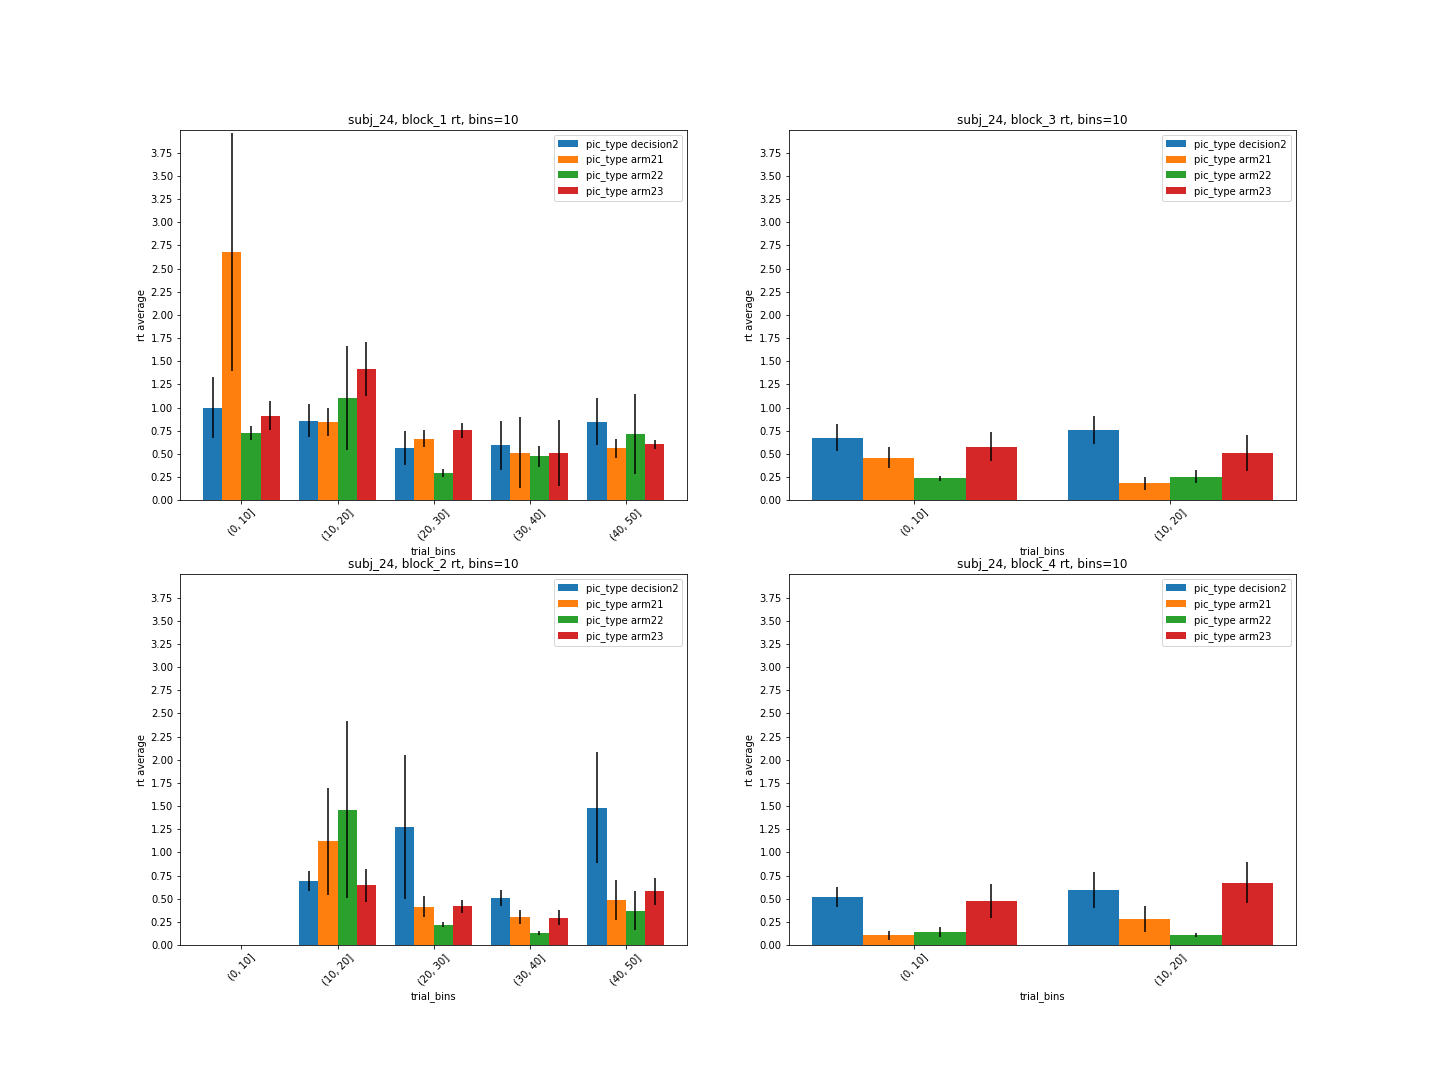 subj_24, block_1 rt, bins=10
pic_type decision2
pic_type arm21
pic_type arm22
pic_type arm23
3.75
3.50
3.25
3.00
2.75
2.50
2.25
2.00
1.75
1.50
1.25
1.00
0.75
0.50
0.25
0.00
rt average
(0, 10]
(10, 20]
(20, 30]
(30, 40]
(40, 50]
trial_bins
subj_24, block_3 rt, bins=10
pic_type decision2
pic_type arm21
pic_type arm22
pic_type arm23
3.75
3.50
3.25
3.00
2.75
2.50
2.25
2.00
1.75
1.50
1.25
1.00
0.75
0.50
0.25
0.00
rt average
(0, 10]
(10, 20]
trial_bins
subj_24, block_2 rt, bins=10
pic_type decision2
pic_type arm21
pic_type arm22
pic_type arm23
3.75
3.50
3.25
3.00
2.75
2.50
2.25
2.00
1.75
1.50
1.25
1.00
0.75
0.50
0.25
0.00
rt average
(0, 10]
(10, 20]
(20, 30]
(30, 40]
(40, 50]
trial_bins
subj_24, block_4 rt, bins=10
pic_type decision2
pic_type arm21
pic_type arm22
pic_type arm23
3.75
3.50
3.25
3.00
2.75
2.50
2.25
2.00
1.75
1.50
1.25
1.00
0.75
0.50
0.25
0.00
rt average
(0, 10]
(10, 20]
trial_bins